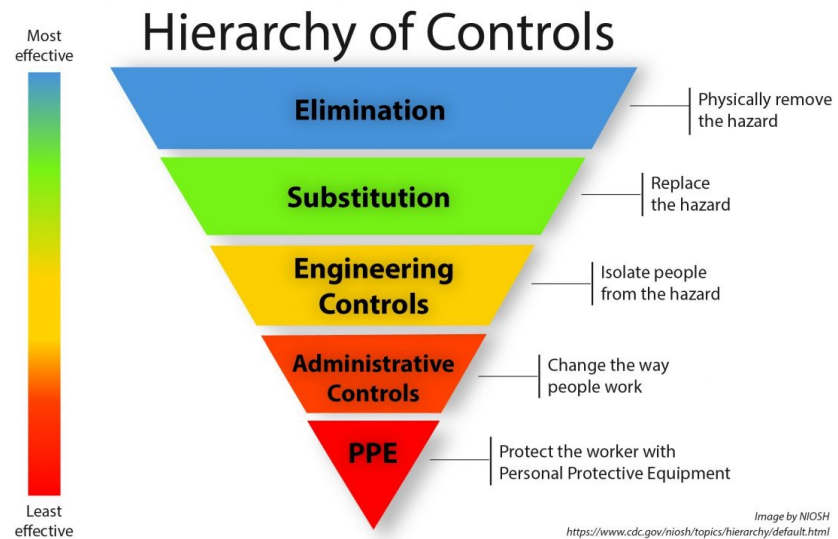 Hierarchy of Controls
Most
effective
Elimination
Physically remove
the hazard
Substitution
Replace
the hazard
Engineering
Controls
Isolate people
from the hazard
Administrative
Controls
Change the way
people work
PPE
Protect the worker with
Personal Protective Equipment
Least
effective
Image by NIOSH
https://www.cdc.gov/niosh/topics/hierarchy/default.html